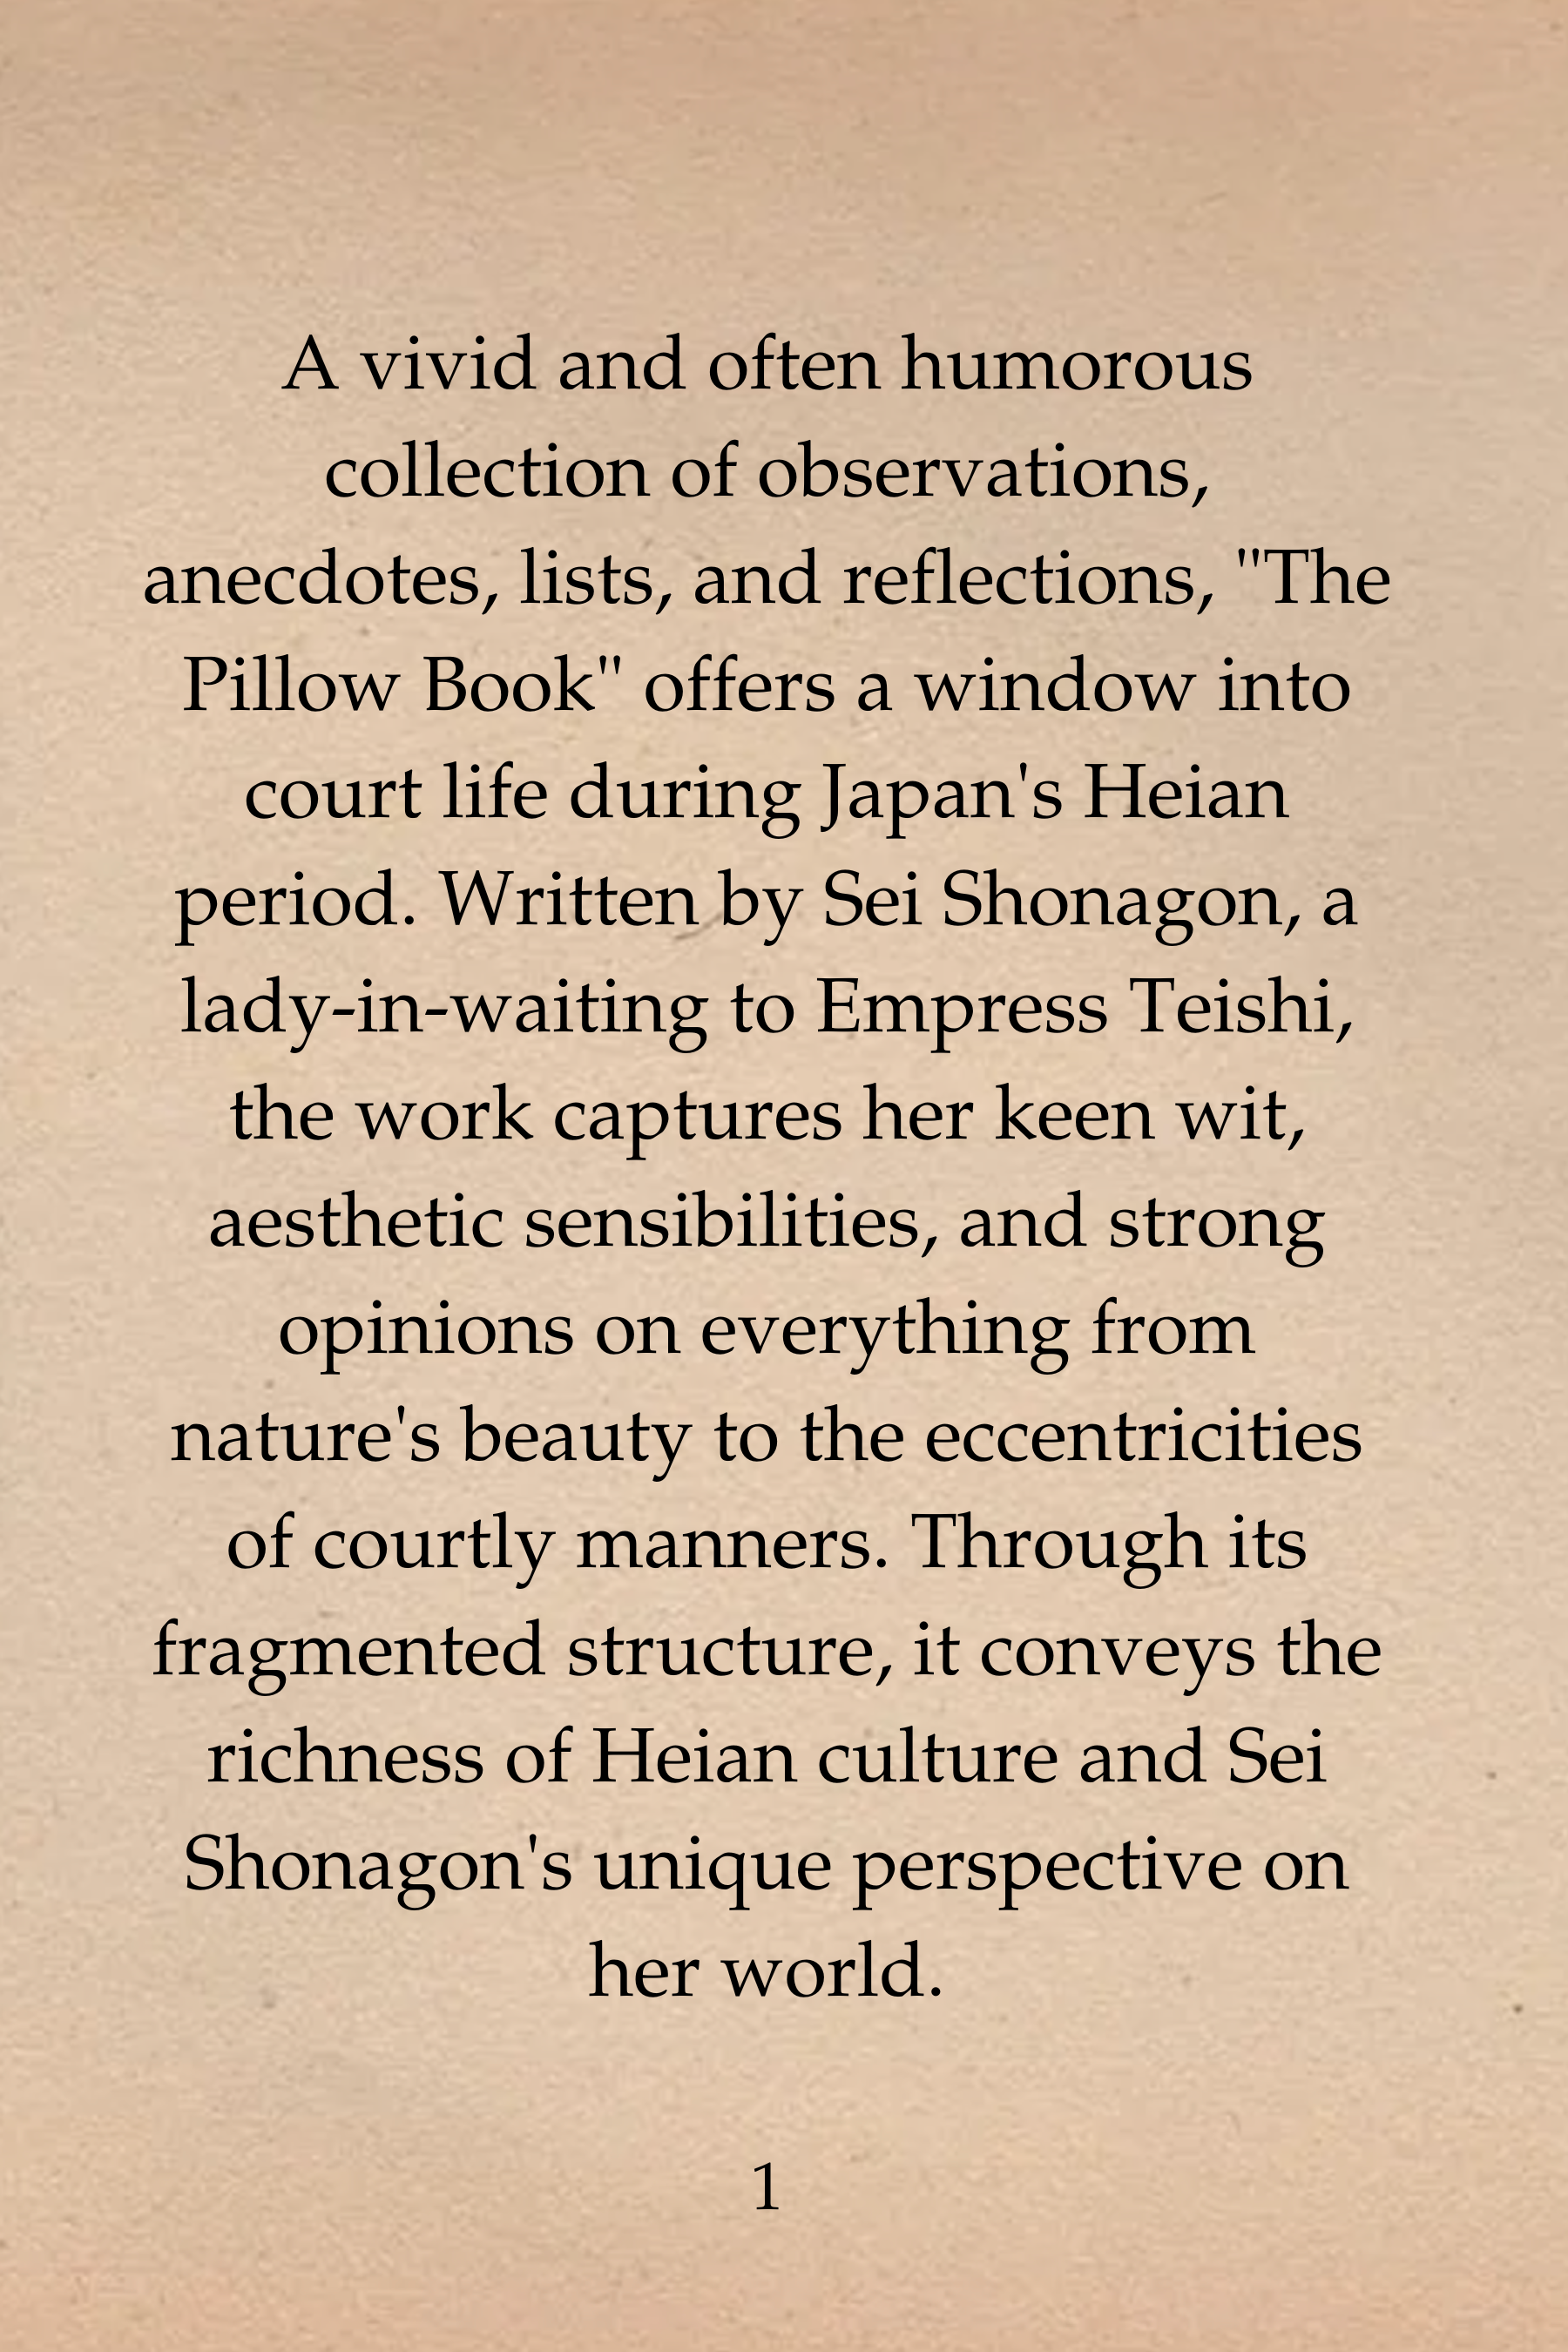 A vivid and often humorous
collection of observations,
anecdotes, lists, and reflections, "The
Pillow Book" offers a window into
court life during Japan's Heian
period. Written by Sei Shonagon, a
lady-in-waiting to Empress Teishi,
the work captures her keen wit,
aesthetic sensibilities, and strong
opinions on everything from
nature's beauty to the eccentricities
of courtly manners. Through its
fragmented structure, it conveys the
richness of Heian culture and Sei
Shonagon's unique perspective on
her world.
1